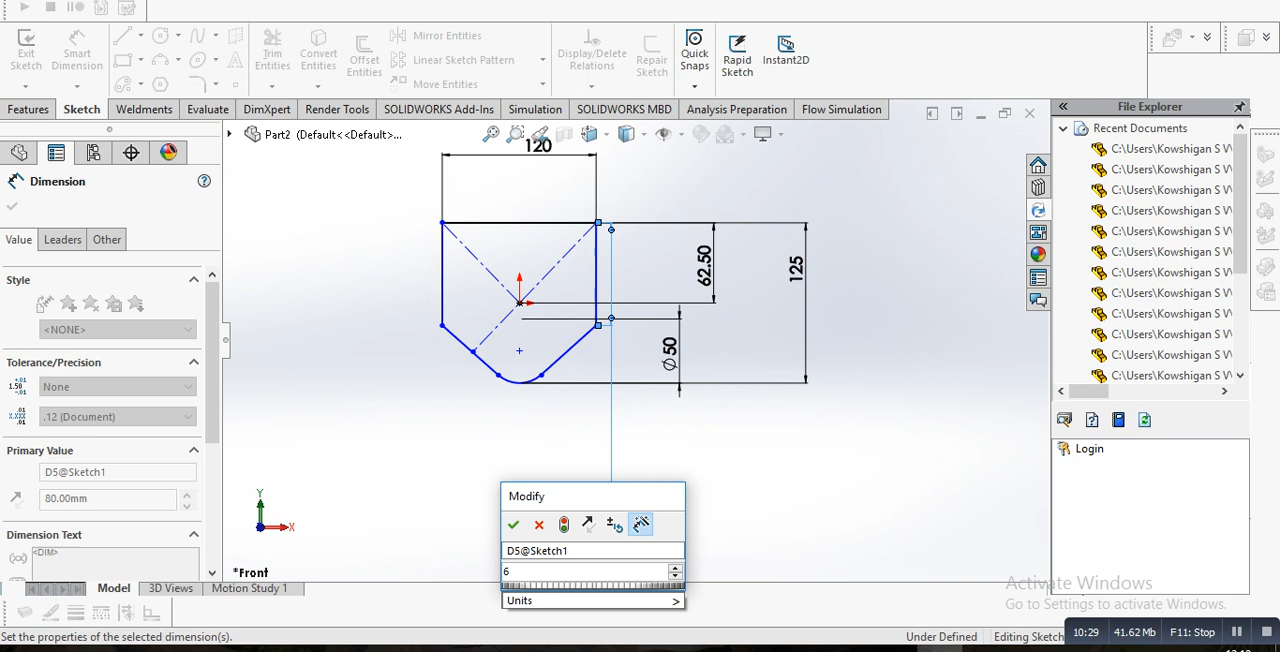 Exit Sketch
Smart Dimension
Trim Entities
Convert Entities
Offset Entities
Mirror Entities
Linear Sketch Pattern
Move Entities
Display/Delete Relations
Repair Sketch
Quick Snaps
Rapid Sketch
Instant2D
Features Sketch Weldments Evaluate DimXpert Render Tools SOLIDWORKS Add-Ins Simulation SOLIDWORKS MBD Analysis Preparation Flow Simulation
File Explorer
Part2 (Default<<Default>...
Recent Documents
C:\Users\Kowshigan S V\
C:\Users\Kowshigan S V\
C:\Users\Kowshigan S V\
C:\Users\Kowshigan S V\
C:\Users\Kowshigan S V\
C:\Users\Kowshigan S V\
C:\Users\Kowshigan S V\
C:\Users\Kowshigan S V\
C:\Users\Kowshigan S V\
C:\Users\Kowshigan S V\
C:\Users\Kowshigan S V\
C:\Users\Kowshigan S V\
Login
Dimension
Value Leaders Other
Style
<NONE>
Tolerance/Precision
None
.12 (Document)
Primary Value
D5@Sketch1
80.00mm
Dimension Text
<DIM>
120
62.50
125
Ø50
Y
X
*Front
Modify
D5@Sketch1
6
Units >
Activate Windows
Go to Settings to activate Windows.
Model 3D Views Motion Study 1
Set the properties of the selected dimension(s).
Under Defined
Editing Sketch
10:29 41.62Mb F11: Stop